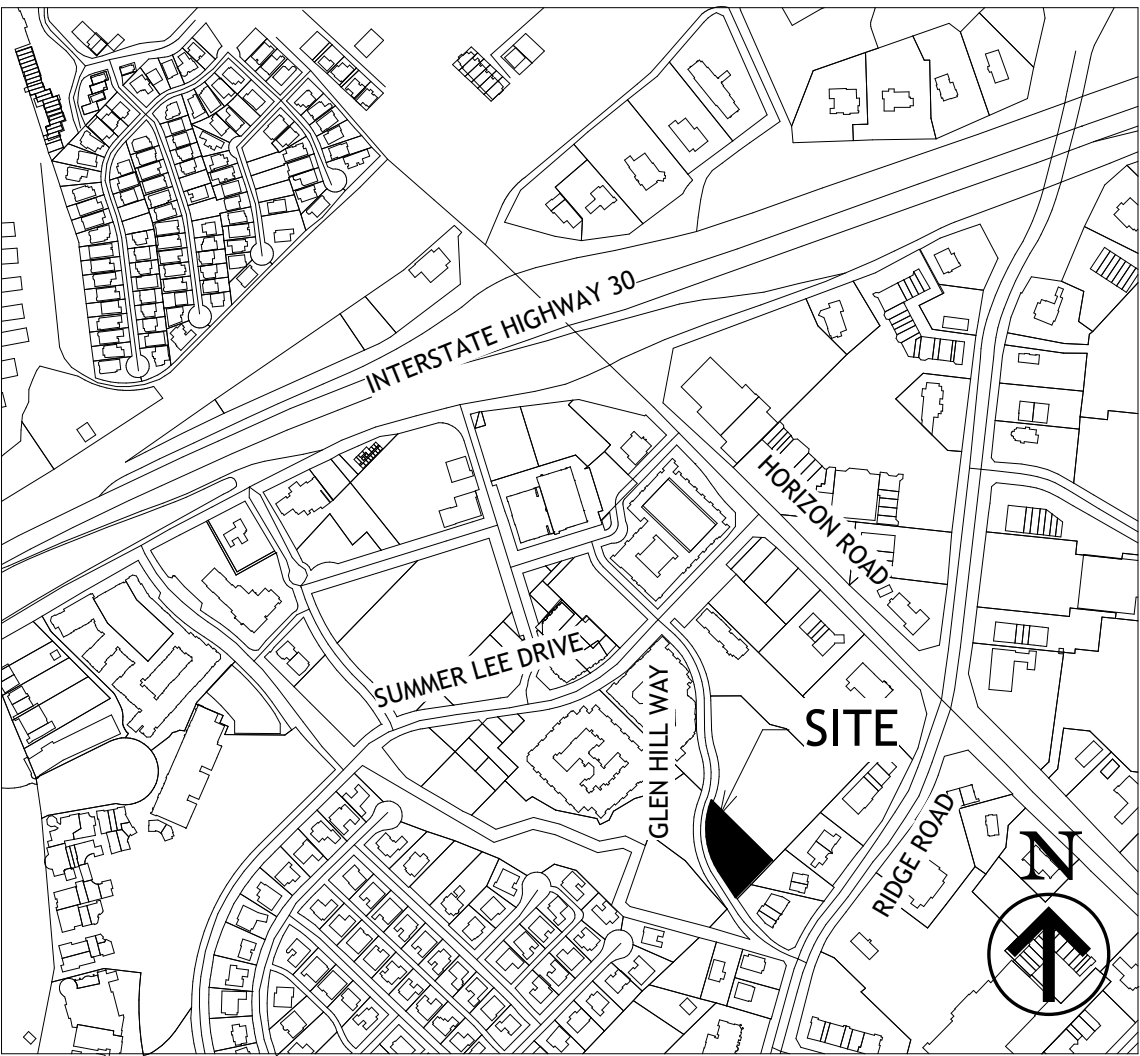 INTERSTATE HIGHWAY 30
HORIZON ROAD
SUMMER LEE DRIVE
GLEN HILL WAY
SITE
RIDGE ROAD
N